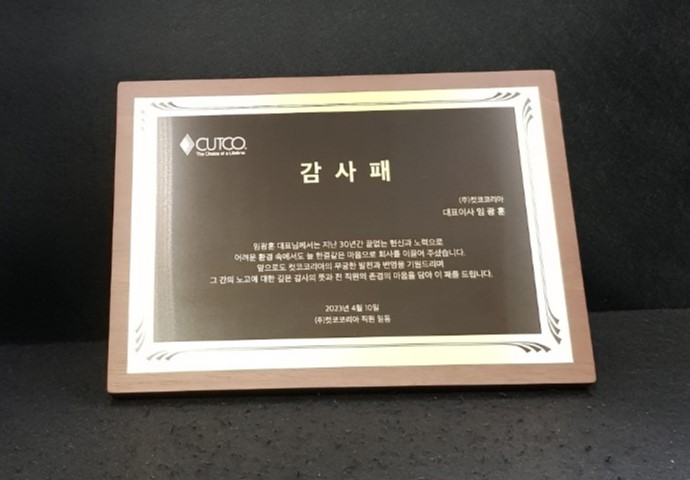 CUTCO
The Choice of a Lifetime
감사패
(주)컷코코리아
대표이사 임광훈
임광훈 대표님께서는 지난 30년간 끝없는 헌신과 노력으로
어려운 환경 속에서도 늘 한결같은 마음으로 회사를 이끌어 주셨습니다.
앞으로도 컷코코리아의 무궁한 발전과 번영을 기원드리며
그 간의 노고에 대한 깊은 감사의 뜻과 전 직원의 존경의 마음을 담아 이 패를 드립니다.
2023년 4월 10일
(주)컷코코리아 직원 일동